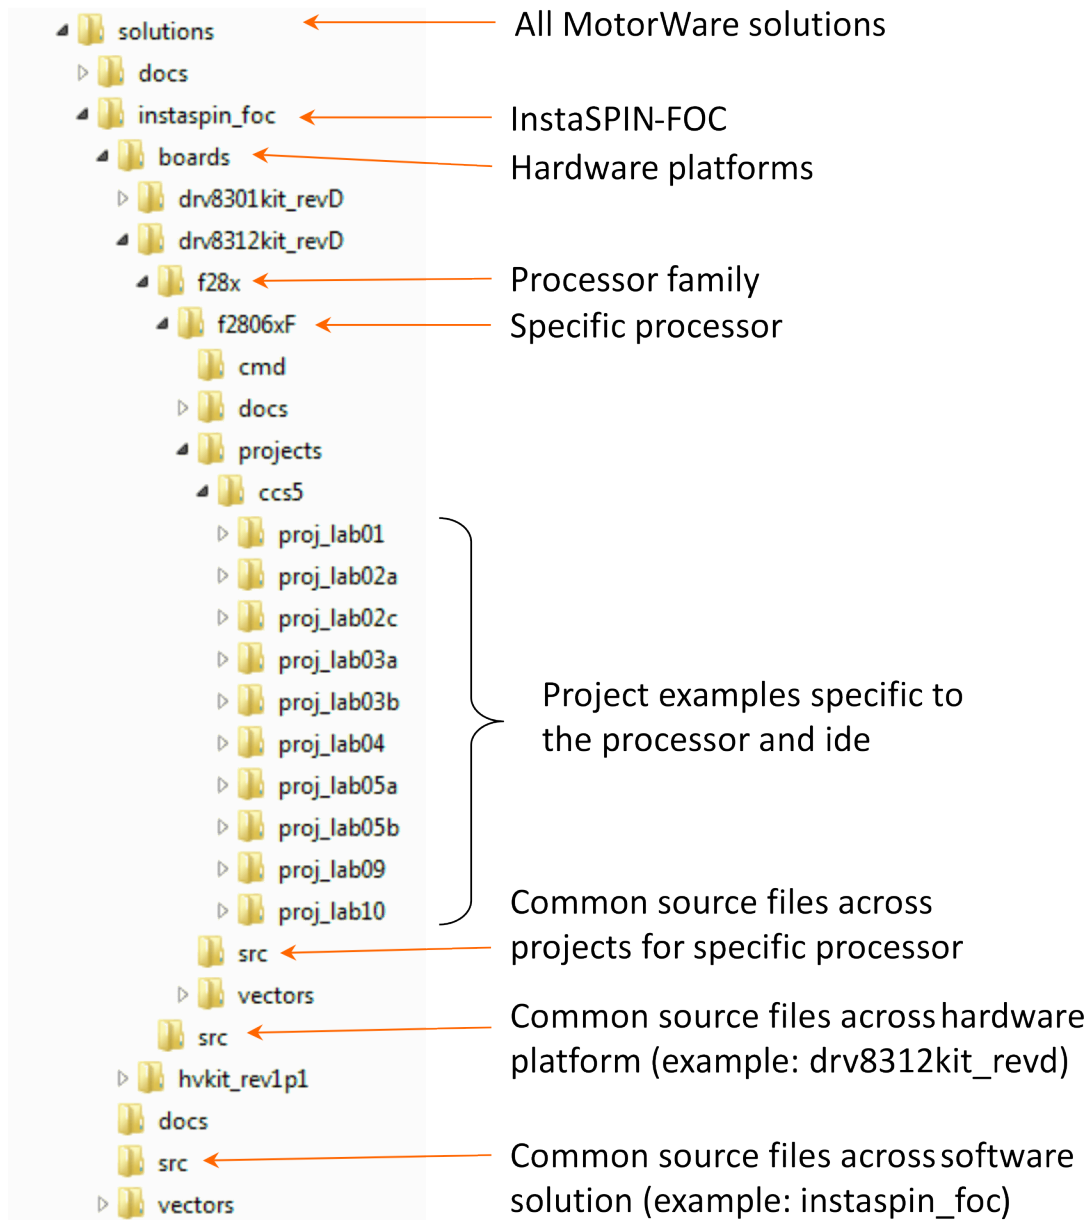 solutions
All MotorWare solutions
docs
instaspin_foc
InstaSPIN-FOC
boards
Hardware platforms
drv8301kit_revD
drv8312kit_revD
f28x
Processor family
f2806xF
Specific processor
cmd
docs
projects
ccs5
proj_lab01
proj_lab02a
proj_lab02c
proj_lab03a
proj_lab03b
proj_lab04
proj_lab05a
proj_lab05b
proj_lab09
proj_lab10
Project examples specific to
the processor and ide
src
Common source files across
projects for specific processor
vectors
src
Common source files across hardware
platform (example: drv8312kit_revd)
hvkit_rev1p1
docs
src
Common source files across software
solution (example: instaspin_foc)
vectors